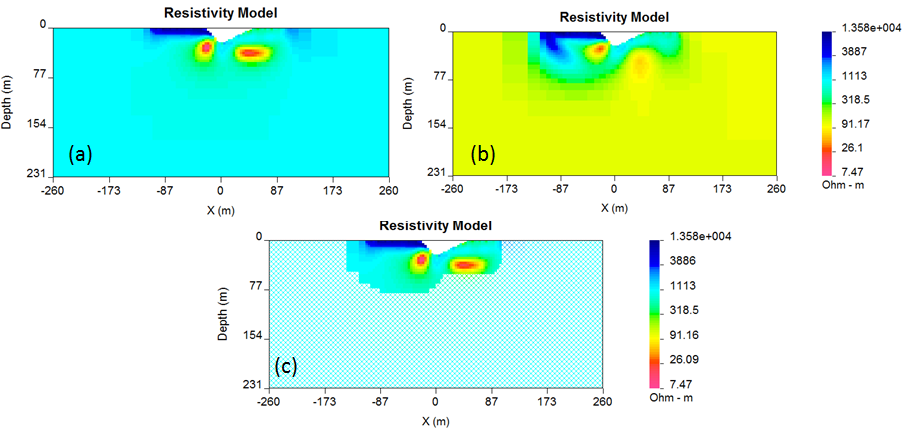 Resistivity Model
Depth (m)
0
77
154
231
(a)
-260 -173 -87 0 87 173 260
X (m)
Resistivity Model
Depth (m)
0
77
154
231
(b)
-260 -173 -87 0 87 173 260
X (m)
1.358e+004
3887
1113
318.5
91.17
26.1
7.47
Ohm - m
Resistivity Model
Depth (m)
0
77
154
231
(c)
-260 -173 -87 0 87 173 260
X (m)
1.358e+004
3886
1113
318.5
91.16
26.09
7.47
Ohm - m